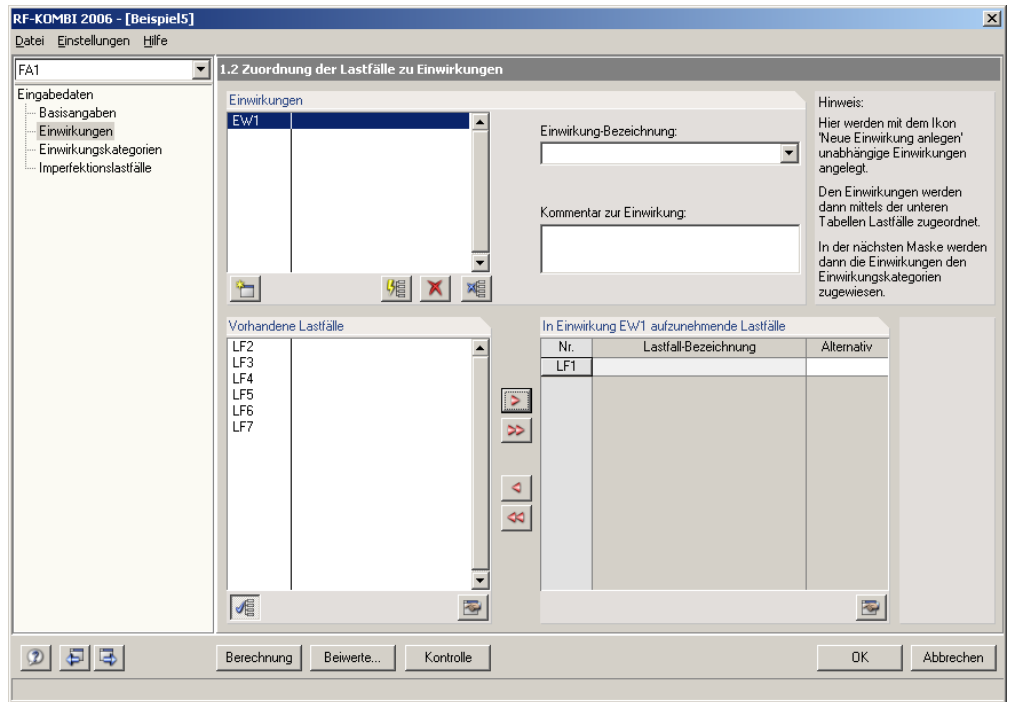 RF-KOMBI 2006 - [Beispiel5]
Datei Einstellungen Hilfe
FA1
Eingabedaten
Basisangaben
Einwirkungen
Einwirkungskategorien
Imperfektionslastfälle
1.2 Zuordnung der Lastfälle zu Einwirkungen
Einwirkungen
EW1
Einwirkung-Bezeichnung:
Kommentar zur Einwirkung:
Hinweis:
Hier werden mit dem Ikon
'Neue Einwirkung anlegen'
unabhängige Einwirkungen
angelegt.
Den Einwirkungen werden
dann mittels der unteren
Tabellen Lastfälle zugeordnet.
In der nächsten Maske werden
dann die Einwirkungen den
Einwirkungskategorien
zugewiesen.
Vorhandene Lastfälle
LF2
LF3
LF4
LF5
LF6
LF7
In Einwirkung EW1 aufzunehmende Lastfälle
Nr. Lastfall-Bezeichnung Alternativ
LF1
Berechnung Beiwerte... Kontrolle OK Abbrechen